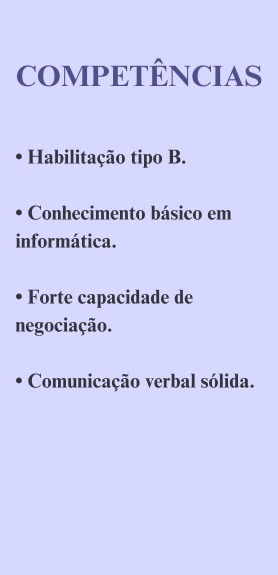 COMPETÊNCIAS
• Habilitação tipo B.
• Conhecimento básico em
informática.
• Forte capacidade de
negociação.
• Comunicação verbal sólida.